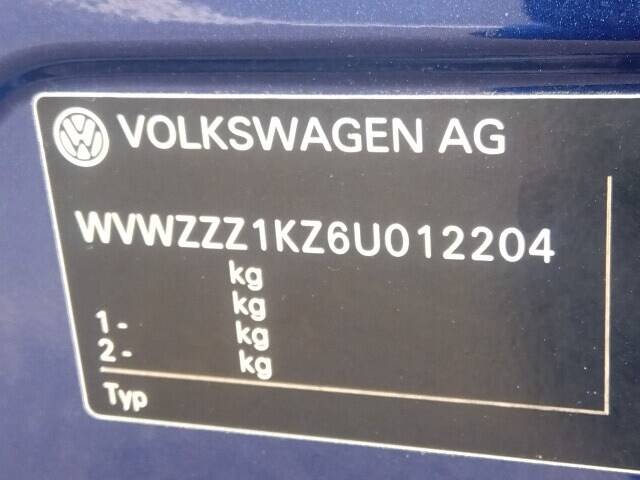 VOLKSWAGEN AG
WVWZZZ1KZ6U012204
kg
kg
1- kg
2- kg
Typ